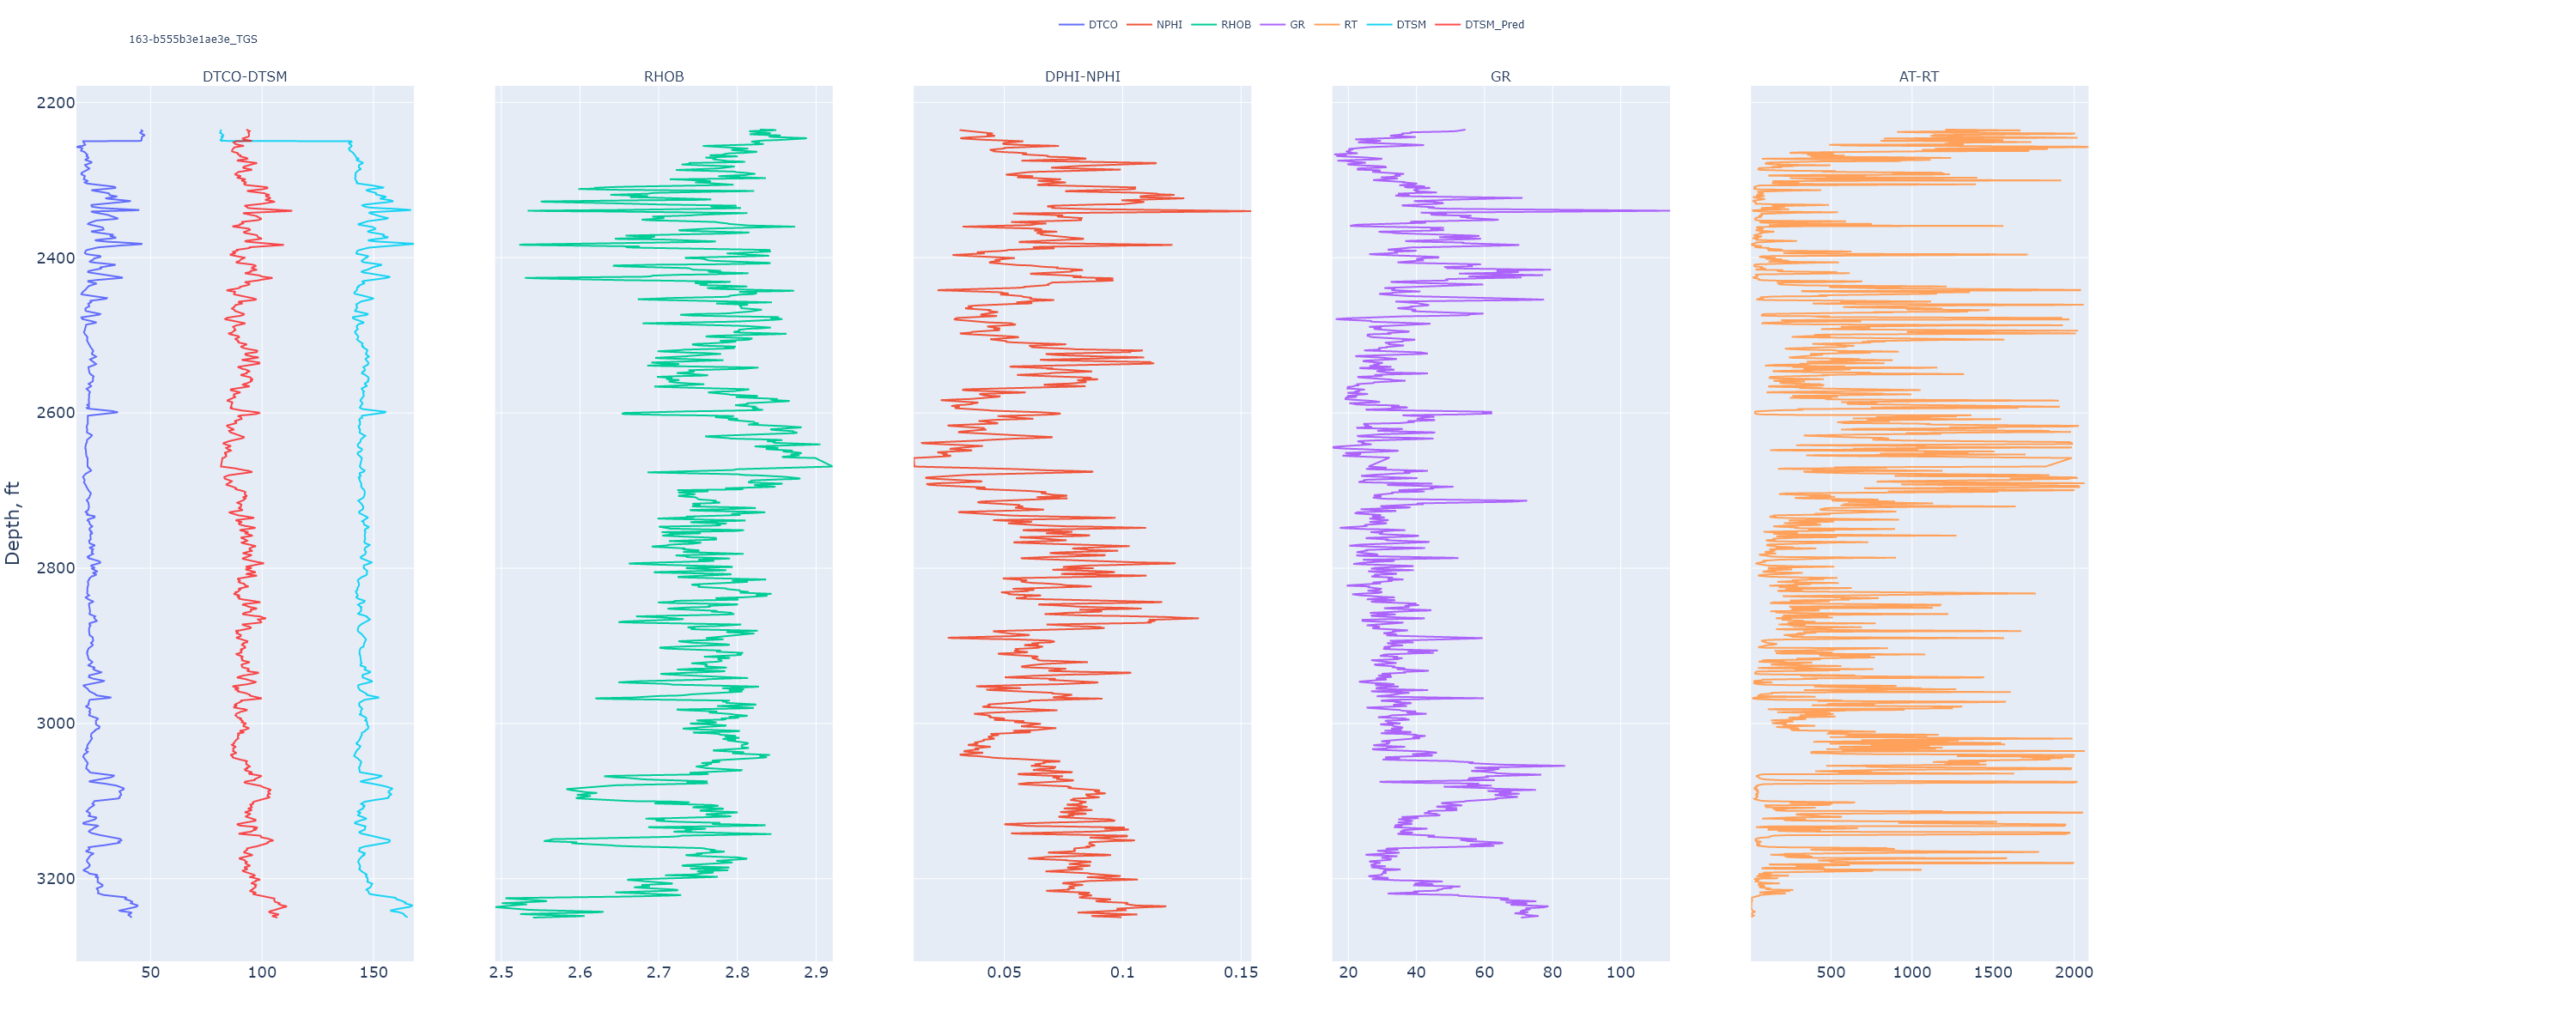 DTCO NPHI RHOB GR RT DTSM DTSM_Pred
163-b555b3e1ae3e_TGS
DTCO-DTSM RHOB DPHI-NPHI GR AT-RT
Depth, ft
2200
2400
2600
2800
3000
3200
50 100 150 2.5 2.6 2.7 2.8 2.9 0.05 0.1 0.15 20 40 60 80 100 500 1000 1500 2000